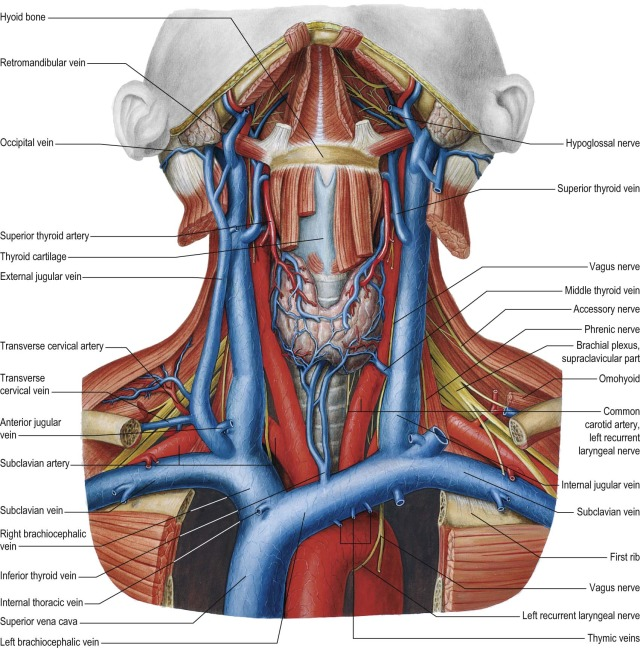 Hyoid bone
Retromandibular vein
Occipital vein
Superior thyroid artery
Thyroid cartilage
External jugular vein
Transverse cervical artery
Transverse
cervical vein
Anterior jugular
vein
Subclavian artery
Subclavian vein
Right brachiocephalic
vein
Inferior thyroid vein
Internal thoracic vein
Superior vena cava
Left brachiocephalic vein
Hypoglossal nerve
Superior thyroid vein
Vagus nerve
Middle thyroid vein
Accessory nerve
Phrenic nerve
Brachial plexus,
supraclavicular part
Omohyoid
Common
carotid artery,
left recurrent
laryngeal nerve
Internal jugular vein
Subclavian vein
First rib
Vagus nerve
Left recurrent laryngeal nerve
Thymic veins